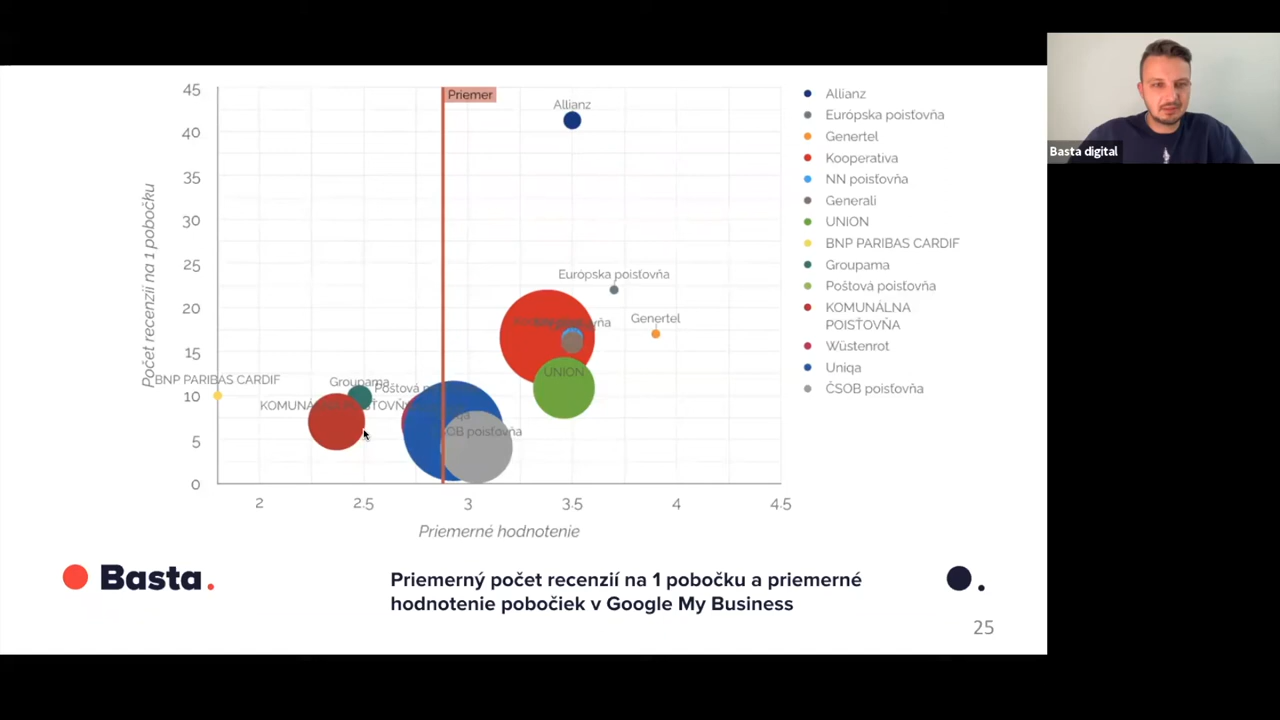 45
40
35
30
25
20
15
10
5
0
Počet recenzií na 1 pobočku
Priemer
Allianz
Európska poisťovňa
Genertel
UNION
BNP PARIBAS CARDIF
Groupama
Poštová
KOMUNÁLNA
ČSOB poisťovňa
2
2.5
3
3.5
4
4.5
Priemerné hodnotenie
Allianz
Európska poisťovňa
Genertel
Kooperativa
NN poisťovňa
Generali
UNION
BNP PARIBAS CARDIF
Groupama
Poštová poisťovňa
KOMUNÁLNA
POISŤOVŇA
Wüstenrot
Uniqa
ČSOB poisťovňa
Basta digital
Basta.
Priemerný počet recenzií na 1 pobočku a priemerné
hodnotenie pobočiek v Google My Business
25